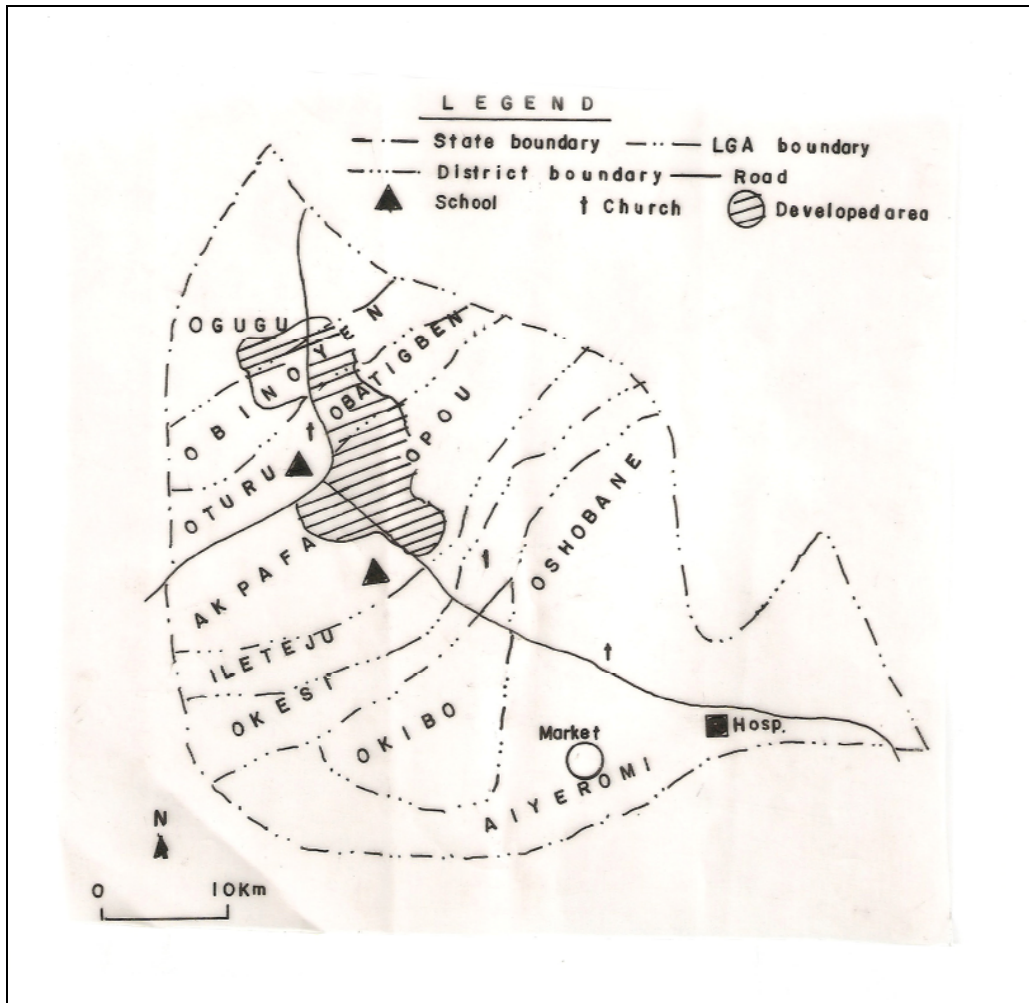 LEGEND
State boundary
LGA boundary
District boundary
Road
School
Church
Developed area
OGUGU
OBINOYEN
OBATIGBEN
OPOU
OTURU
OSHOBANE
AKPAFA
ILETEJU
OKESI
OKIBO
Hosp.
Market
AIYEROMI
N
0 10Km